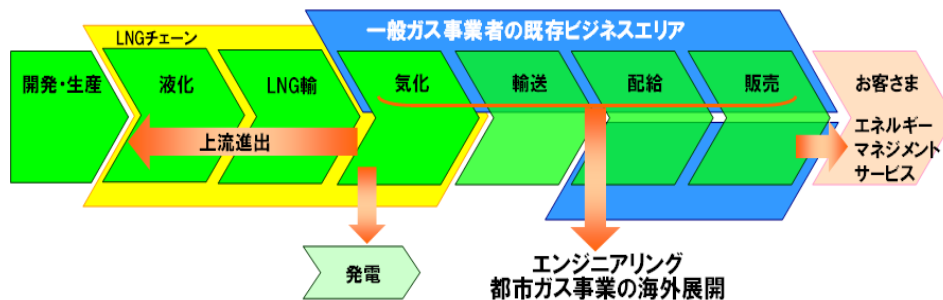 一般ガス事業者の既存ビジネスエリア
LNGチェーン
開発・生産
液化
LNG輸
気化
輸送
配給
販売
お客さま
上流進出
エネルギー
マネジメント
サービス
発電
エンジニアリング
都市ガス事業の海外展開